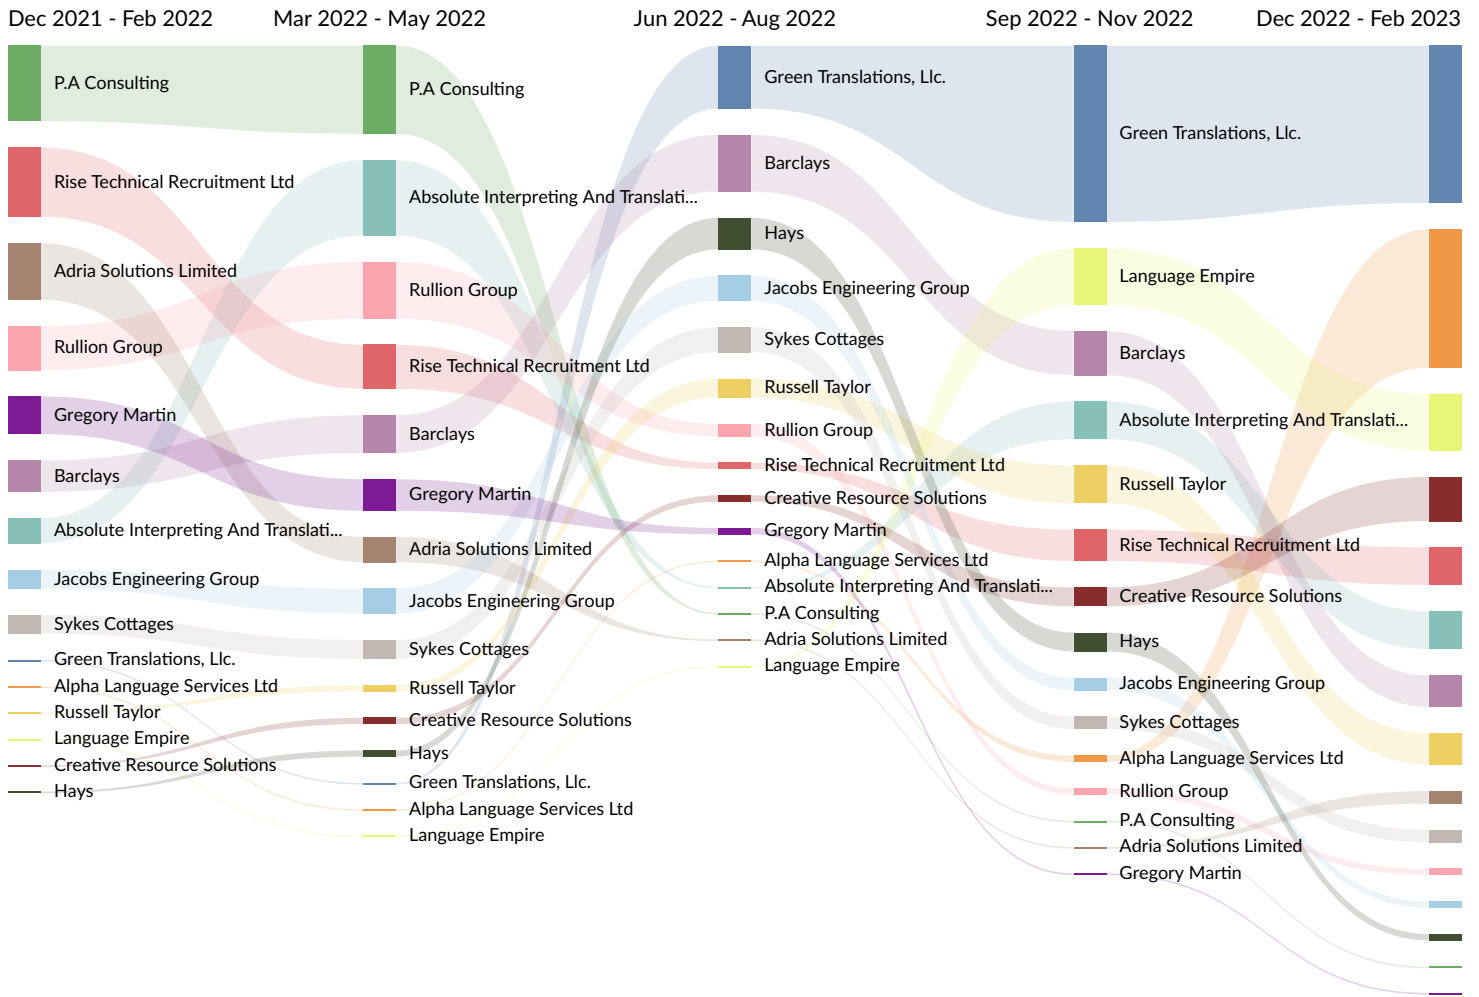 Dec 2021 - Feb 2022
Mar 2022 - May 2022
Jun 2022 - Aug 2022
Sep 2022 - Nov 2022
Dec 2022 - Feb 2023
P.A Consulting
Rise Technical Recruitment Ltd
Adria Solutions Limited
Rullion Group
Gregory Martin
Barclays
Absolute Interpreting And Translati...
Jacobs Engineering Group
Sykes Cottages
Green Translations, Llc.
Alpha Language Services Ltd
Russell Taylor
Language Empire
Creative Resource Solutions
Hays
P.A Consulting
Absolute Interpreting And Translati...
Rullion Group
Rise Technical Recruitment Ltd
Barclays
Gregory Martin
Adria Solutions Limited
Jacobs Engineering Group
Sykes Cottages
Russell Taylor
Creative Resource Solutions
Hays
Green Translations, Llc.
Alpha Language Services Ltd
Language Empire
Green Translations, Llc.
Barclays
Hays
Jacobs Engineering Group
Sykes Cottages
Russell Taylor
Rullion Group
Rise Technical Recruitment Ltd
Creative Resource Solutions
Gregory Martin
Alpha Language Services Ltd
Absolute Interpreting And Translati...
P.A Consulting
Adria Solutions Limited
Language Empire
Green Translations, Llc.
Language Empire
Barclays
Absolute Interpreting And Translati...
Russell Taylor
Rise Technical Recruitment Ltd
Creative Resource Solutions
Hays
Jacobs Engineering Group
Sykes Cottages
Alpha Language Services Ltd
Rullion Group
P.A Consulting
Adria Solutions Limited
Gregory Martin